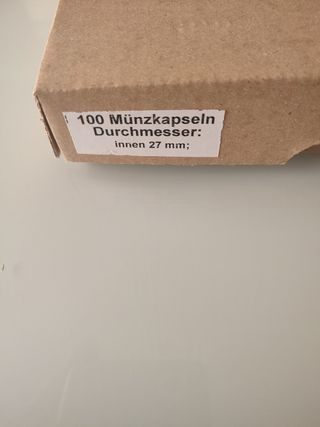 100 Münzkapseln
Durchmesser:
innen 27 mm;